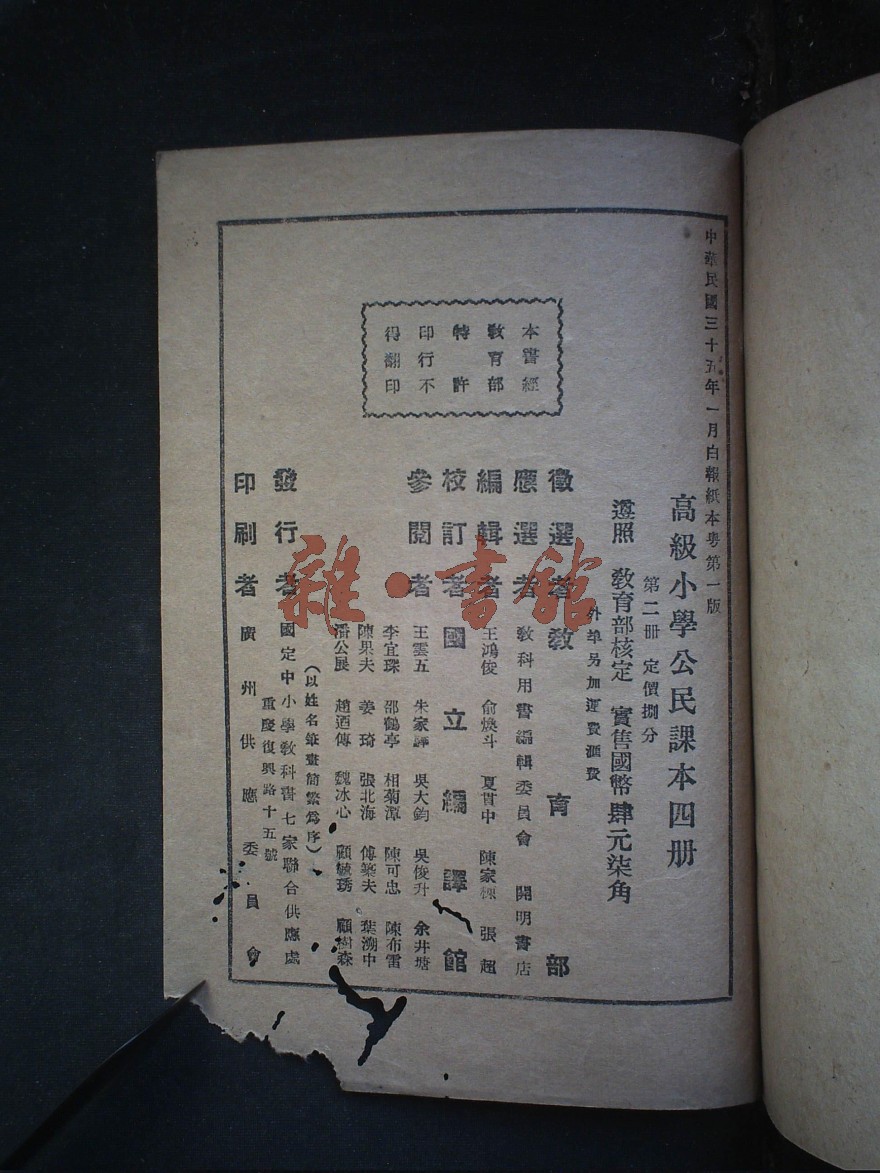 中華民國三十五年一月白報紙本粵第一版
高級小學公民課本四册
第二冊 定價捌分
遵照 教育部核定 實售國幣肆元柒角
外埠另加運費滙費
本書經
教育部
特許
印行不
得翻印
徵選者 教育部
應選者 教科用書編輯委員會 開明書店
編輯者 王鴻俊 俞煥斗 夏貫中 陳家棟 張超
校訂者 國立編譯館
參閱者 王雲五 朱家驊 吳大鈞 吳俊升 余井塘
李宜琛 邵鶴亭 相菊潭 陳可忠 陳布雷
陳果夫 姜琦 張北海 傅築夫 葉溯中
潘公展 趙迺傳 魏冰心 顧毓琇 顧樹森
(以姓名筆畫簡繁爲序)
發行者 國定中小學教科書七家聯合供應處
重慶復興路十五號
印刷者 廣州供應委員會
雜·書館